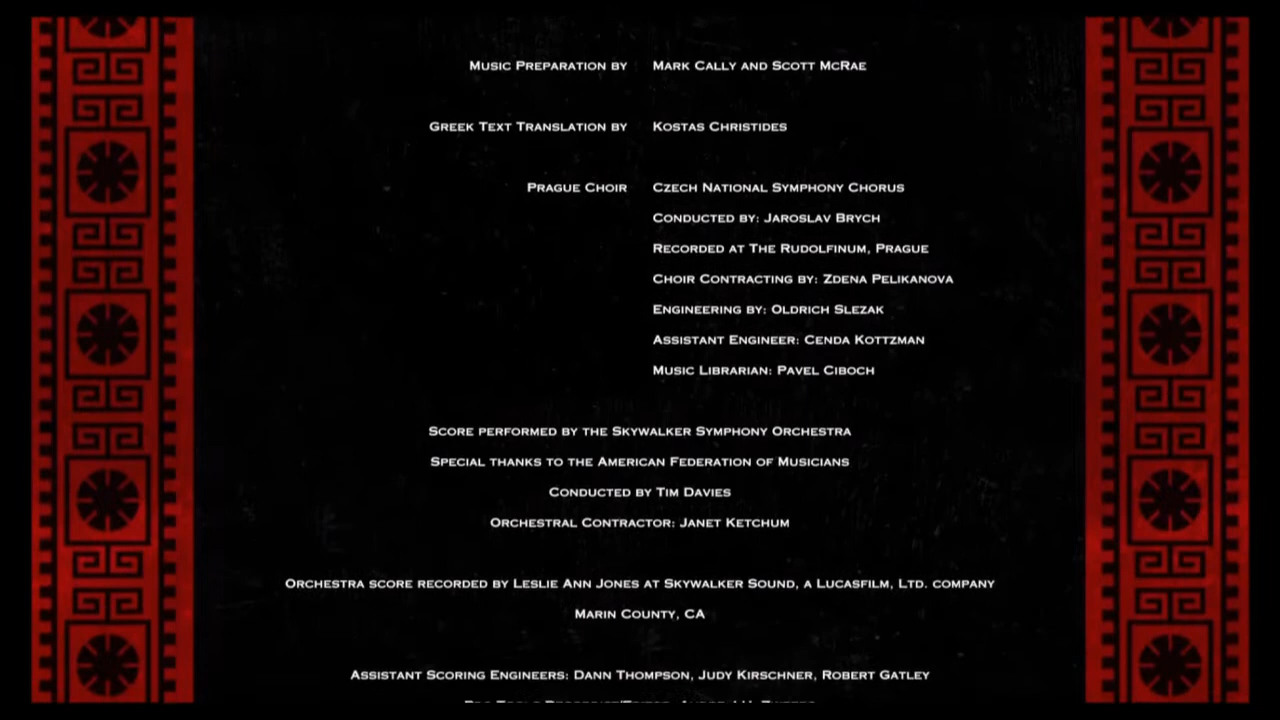 Music Preparation by Mark Cally and Scott McRae
Greek Text Translation by Kostas Christides
Prague Choir Czech National Symphony Chorus
Conducted by: Jaroslav Brych
Recorded at The Rudolfinum, Prague
Choir Contracting by: Zdena Pelikanova
Engineering by: Oldrich Slezak
Assistant Engineer: Cenda Kottzman
Music Librarian: Pavel Ciboch
Score performed by the Skywalker Symphony Orchestra
Special thanks to the American Federation of Musicians
Conducted by Tim Davies
Orchestral Contractor: Janet Ketchum
Orchestra score recorded by Leslie Ann Jones at Skywalker Sound, a Lucasfilm, Ltd. company
Marin County, CA
Assistant Scoring Engineers: Dann Thompson, Judy Kirschner, Robert Gatley